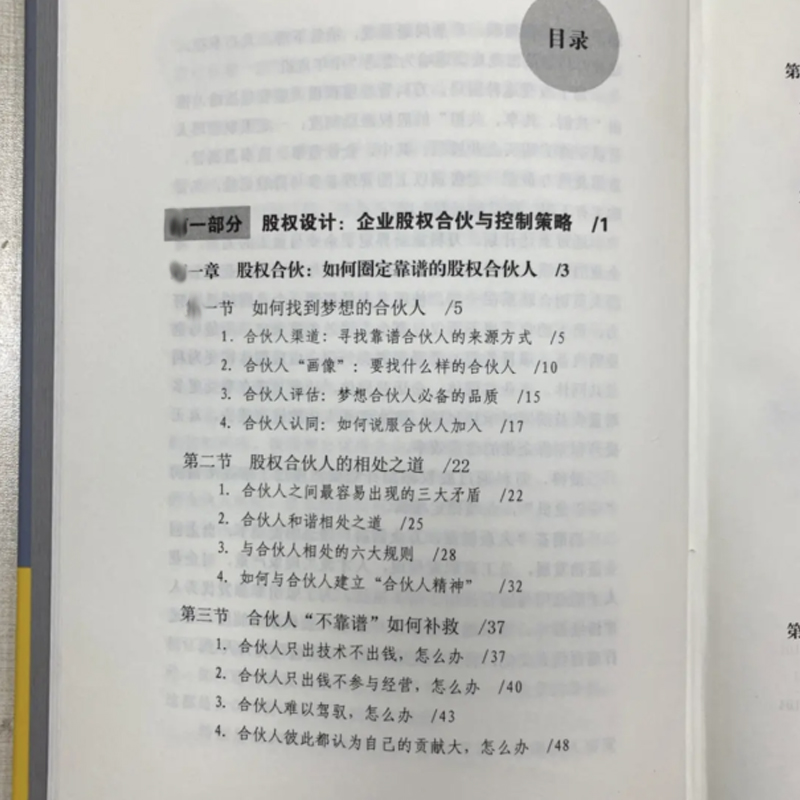 目录
一部分 股权设计：企业股权合伙与控制策略 /1
一章 股权合伙：如何圈定靠谱的股权合伙人 /3
一节 如何找到梦想的合伙人 /5
1. 合伙人渠道：寻找靠谱合伙人的来源方式 /5
2. 合伙人“画像”：要找什么样的合伙人 /10
3. 合伙人评估：梦想合伙人必备的品质 /15
4. 合伙人认同：如何说服合伙人加入 /17
第二节 股权合伙人的相处之道 /22
1. 合伙人之间最容易出现的三大矛盾 /22
2. 合伙人和谐相处之道 /25
3. 与合伙人相处的六大规则 /28
4. 如何与合伙人建立“合伙人精神” /32
第三节 合伙人“不靠谱”如何补救 /37
1. 合伙人只出技术不出钱，怎么办 /37
2. 合伙人只出钱不参与经营，怎么办 /40
3. 合伙人难以驾驭，怎么办 /43
4. 合伙人彼此都认为自己的贡献大，怎么办 /48
第
第